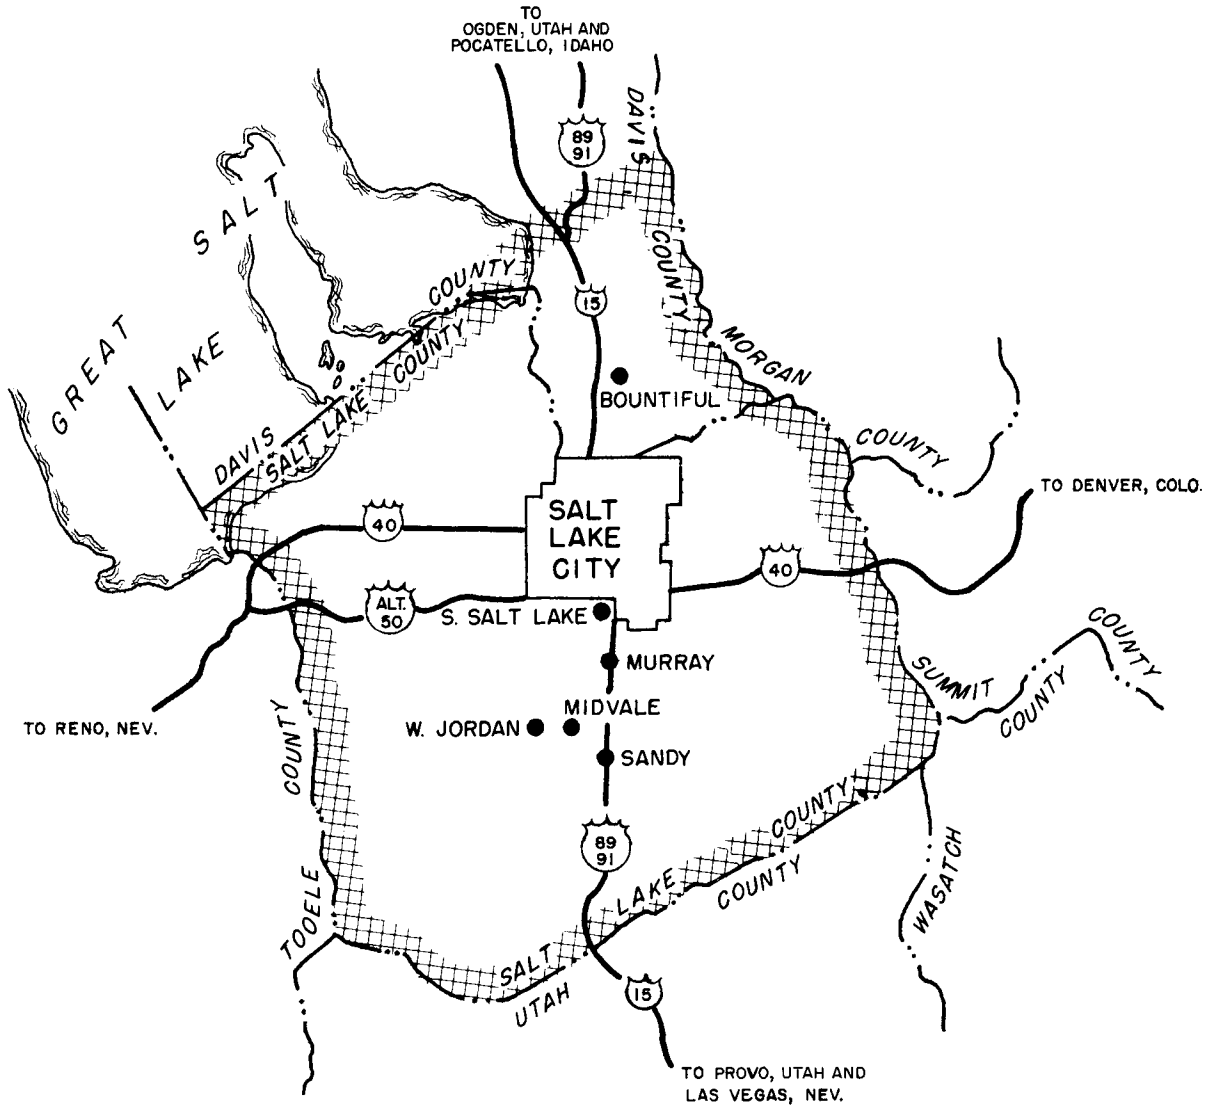 TO
OGDEN, UTAH AND
POCATELLO, IDAHO
89
91
DAVIS
COUNTY
SALT
GREAT
LAKE
COUNTY
15
COUNTY
DAVIS
SALT LAKE
MORGAN
COUNTY
BOUNTIFUL
TO DENVER, COLO.
40
SALT
LAKE
CITY
40
ALT.
50
S. SALT LAKE
MURRAY
SUMMIT
COUNTY
COUNTY
MIDVALE
W. JORDAN
TO RENO, NEV.
COUNTY
SANDY
COUNTY
89
91
LAKE
COUNTY
WASATCH
TOOELE
SALT
UTAH
15
TO PROVO, UTAH AND
LAS VEGAS, NEV.